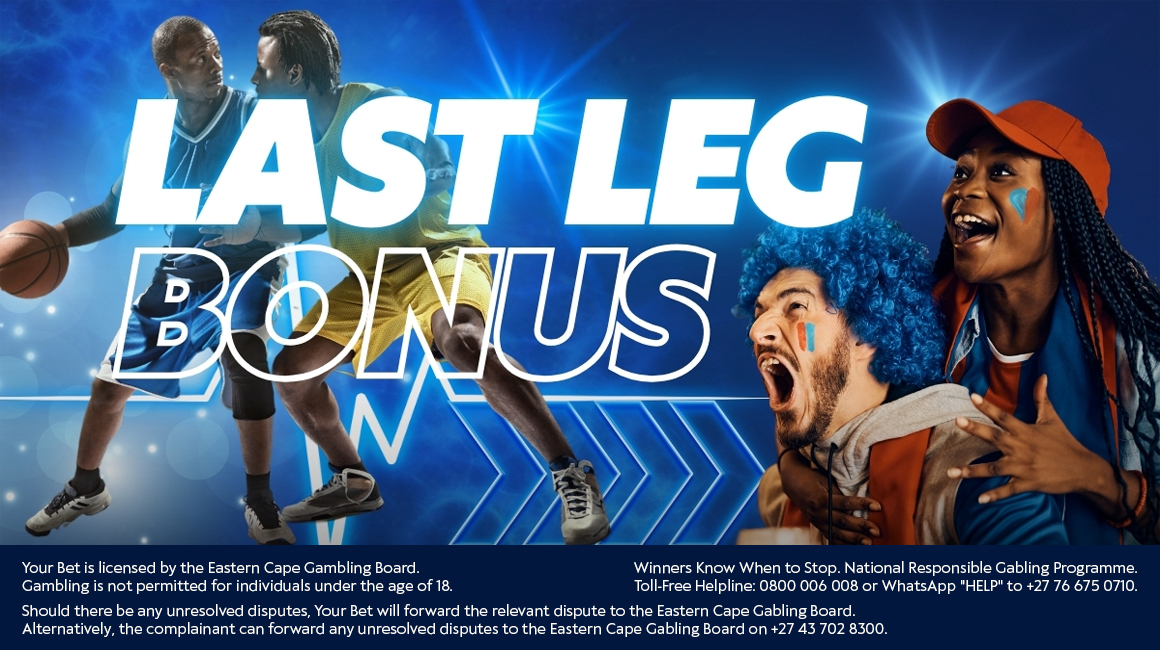 LAST LEG
BONUS
Your Bet is licensed by the Eastern Cape Gambling Board.
Gambling is not permitted for individuals under the age of 18.
Winners Know When to Stop. National Responsible Gabling Programme.
Toll-Free Helpline: 0800 006 008 or WhatsApp "HELP" to +27 76 675 0710.
Should there be any unresolved disputes, Your Bet will forward the relevant dispute to the Eastern Cape Gabling Board.
Alternatively, the complainant can forward any unresolved disputes to the Eastern Cape Gabling Board on +27 43 702 8300.